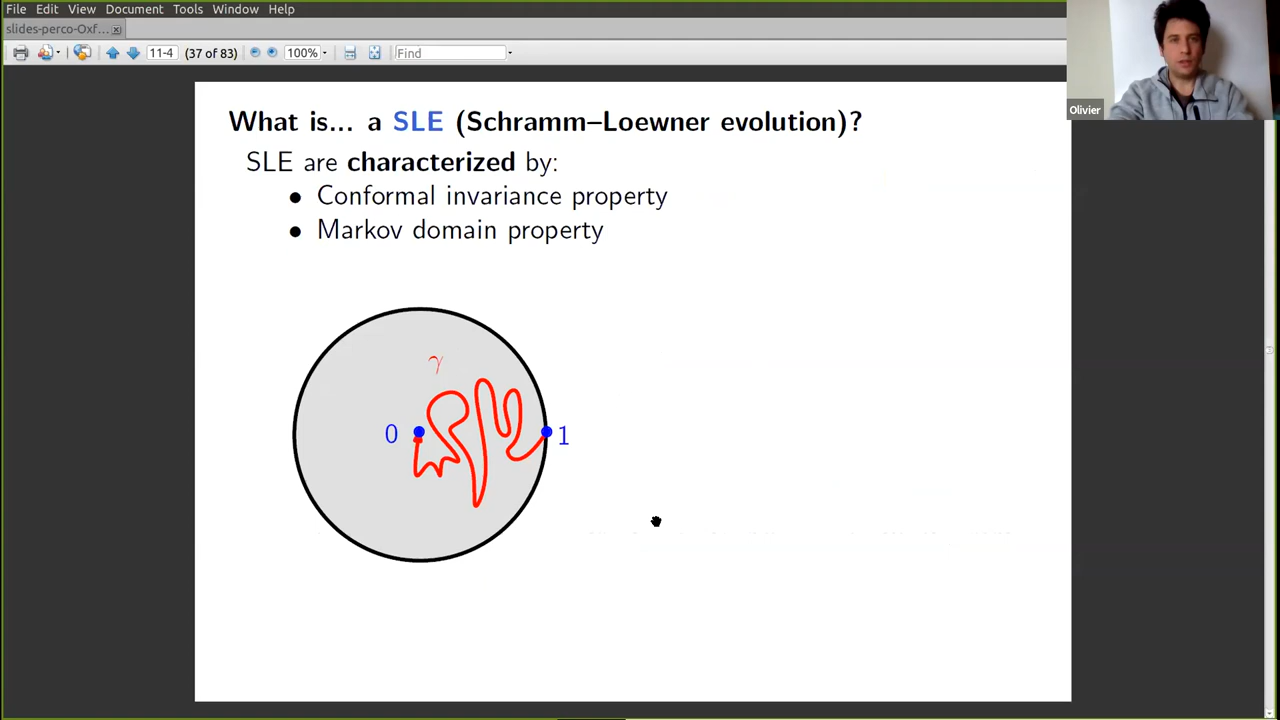 File Edit View Document Tools Window Help
slides-perco-Oxf...
11-4 (37 of 83) 100% Find
Olivier
What is... a SLE (Schramm–Loewner evolution)?
SLE are characterized by:
• Conformal invariance property
• Markov domain property
γ
0
1